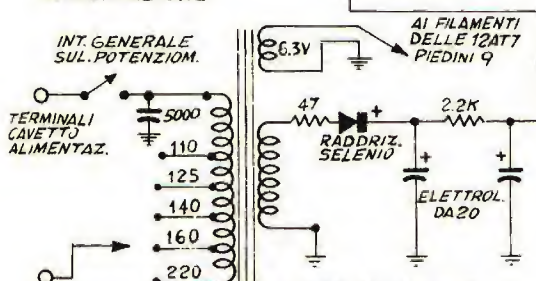 INT. GENERALE
SUL. POTENZIOM.
TERMINALI
CAVETTO
ALIMENTAZ.
5000
110
125
140
160
220
6.3V
AI FILAMENTI
DELLE 12AT7
PIEDINI 9
47
+
RADDRIZ.
SELENIO
2.2K
+
+
ELETTROL.
DA 20